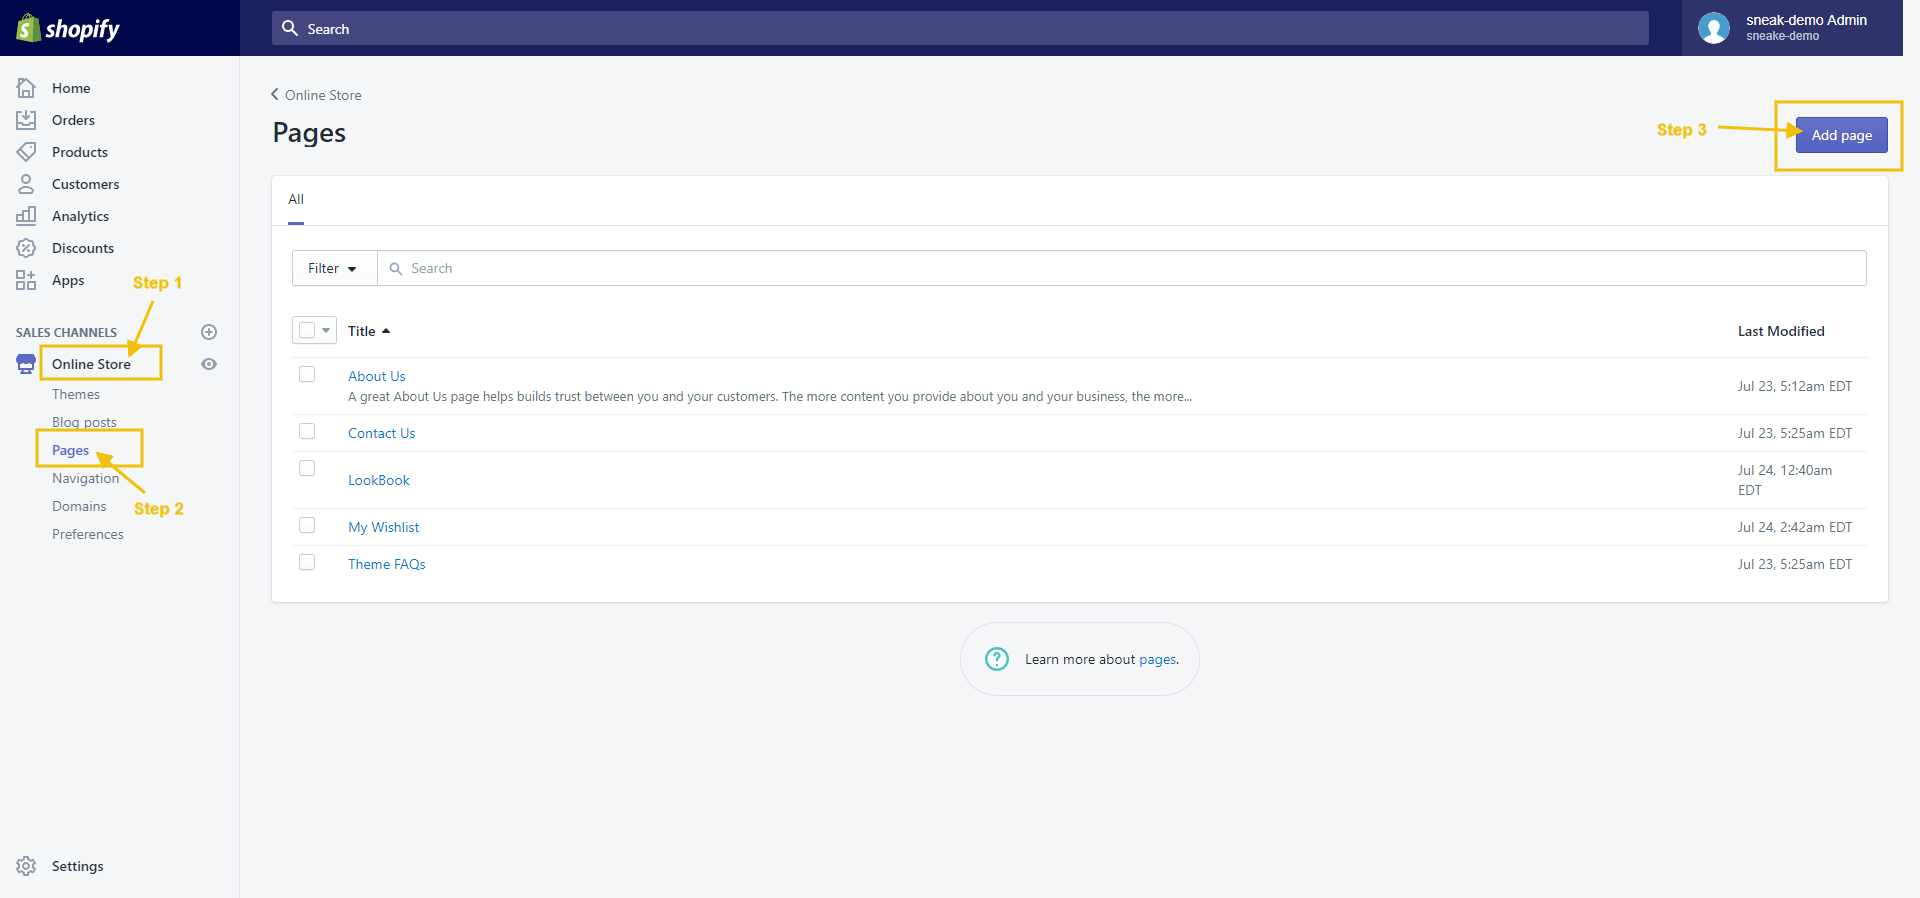 shopify
Search
sneak-demo Admin
sneake-demo
Home
Orders
Products
Customers
Analytics
Discounts
Apps
Step 1
SALES CHANNELS
Online Store
Themes
Blog posts
Pages
Navigation
Step 2
Domains
Preferences
Settings
Online Store
Pages
Step 3
Add page
All
Filter
Search
Title
Last Modified
About Us
A great About Us page helps builds trust between you and your customers. The more content you provide about you and your business, the more...
Jul 23, 5:12am EDT
Contact Us
Jul 23, 5:25am EDT
LookBook
Jul 24, 12:40am
EDT
My Wishlist
Jul 24, 2:42am EDT
Theme FAQs
Jul 23, 5:25am EDT
Learn more about pages.